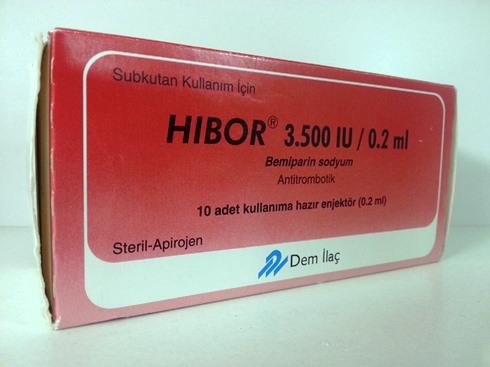 Subkutan Kullanım İçin
HIBOR® 3.500 IU / 0.2 ml
Bemiparin sodyum
Antitrombotik
10 adet kullanıma hazır enjektör (0.2 ml)
Steril-Apirojen
Dem İlaç